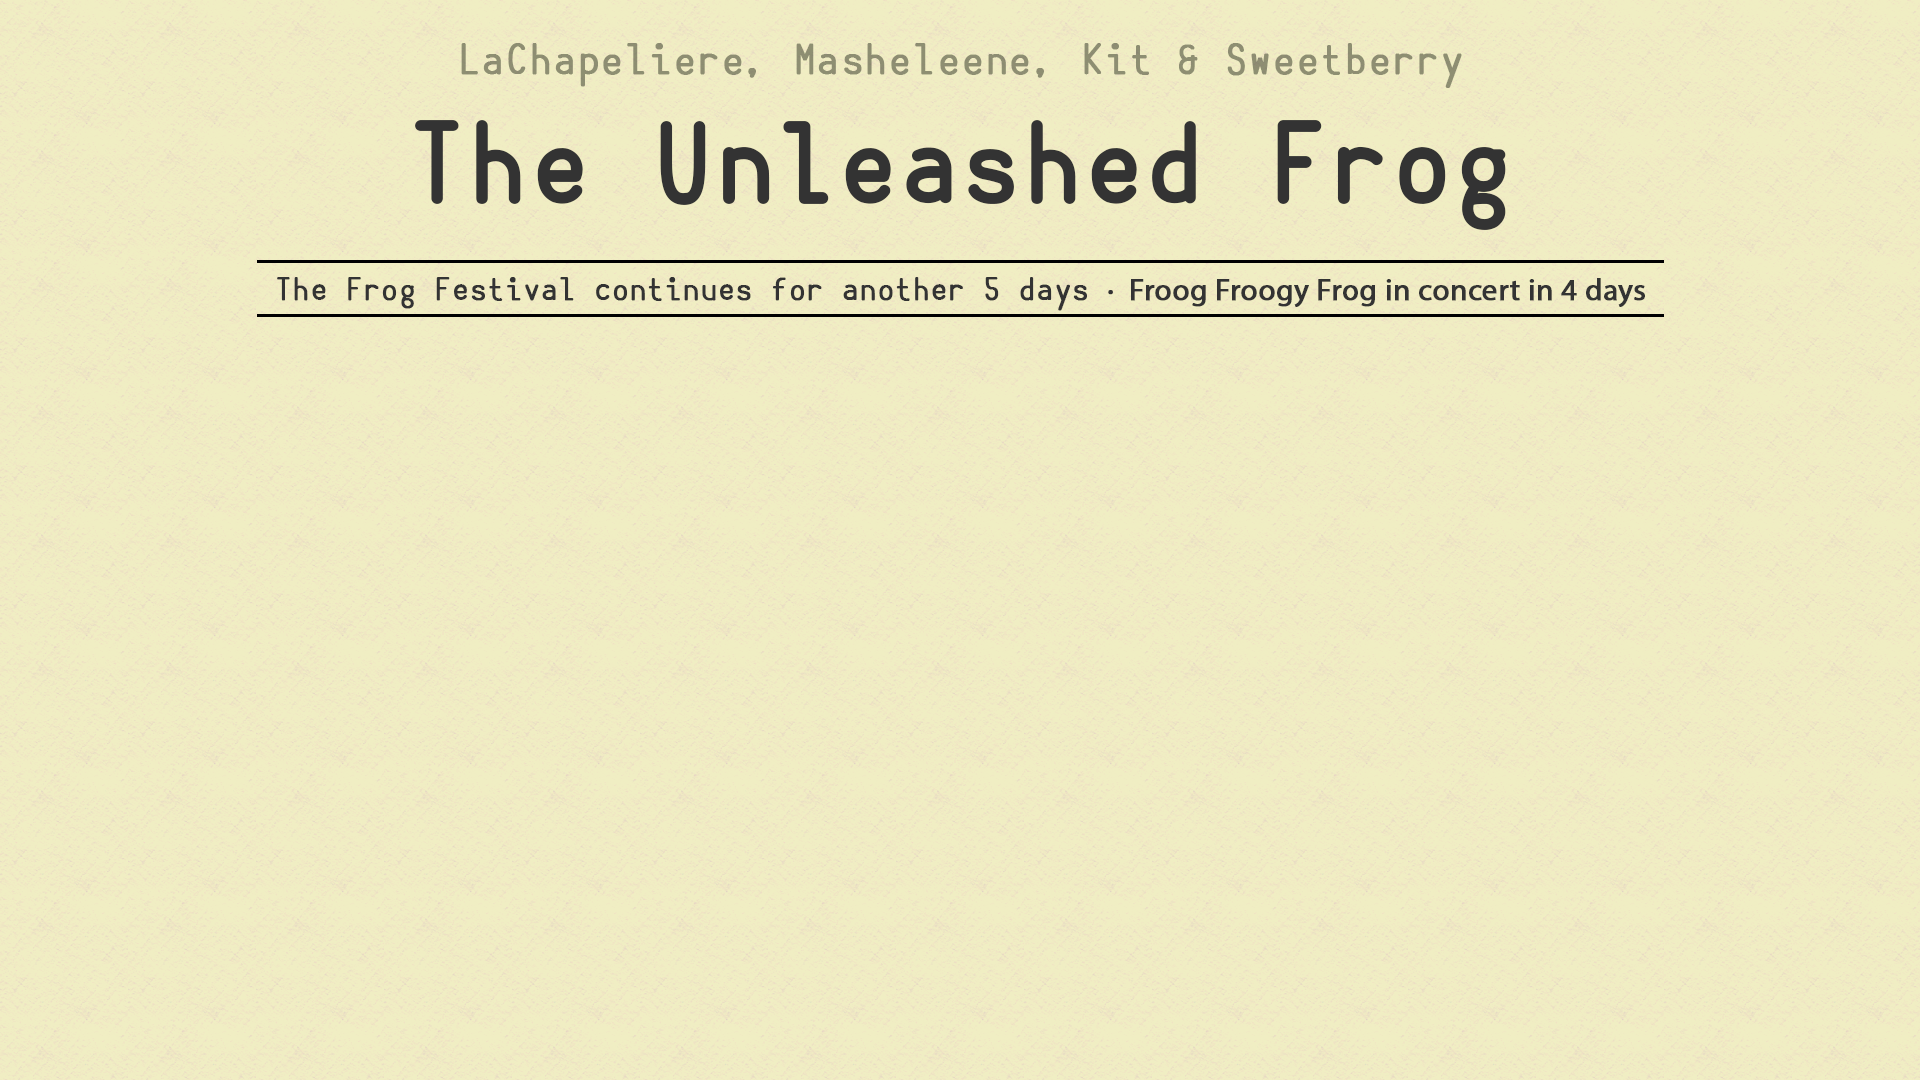 LaChapeliere, Masheleene, Kit & Sweetberry
The Unleashed Frog
The Frog Festival continues for another 5 days · Froog Froogy Frog in concert in 4 days